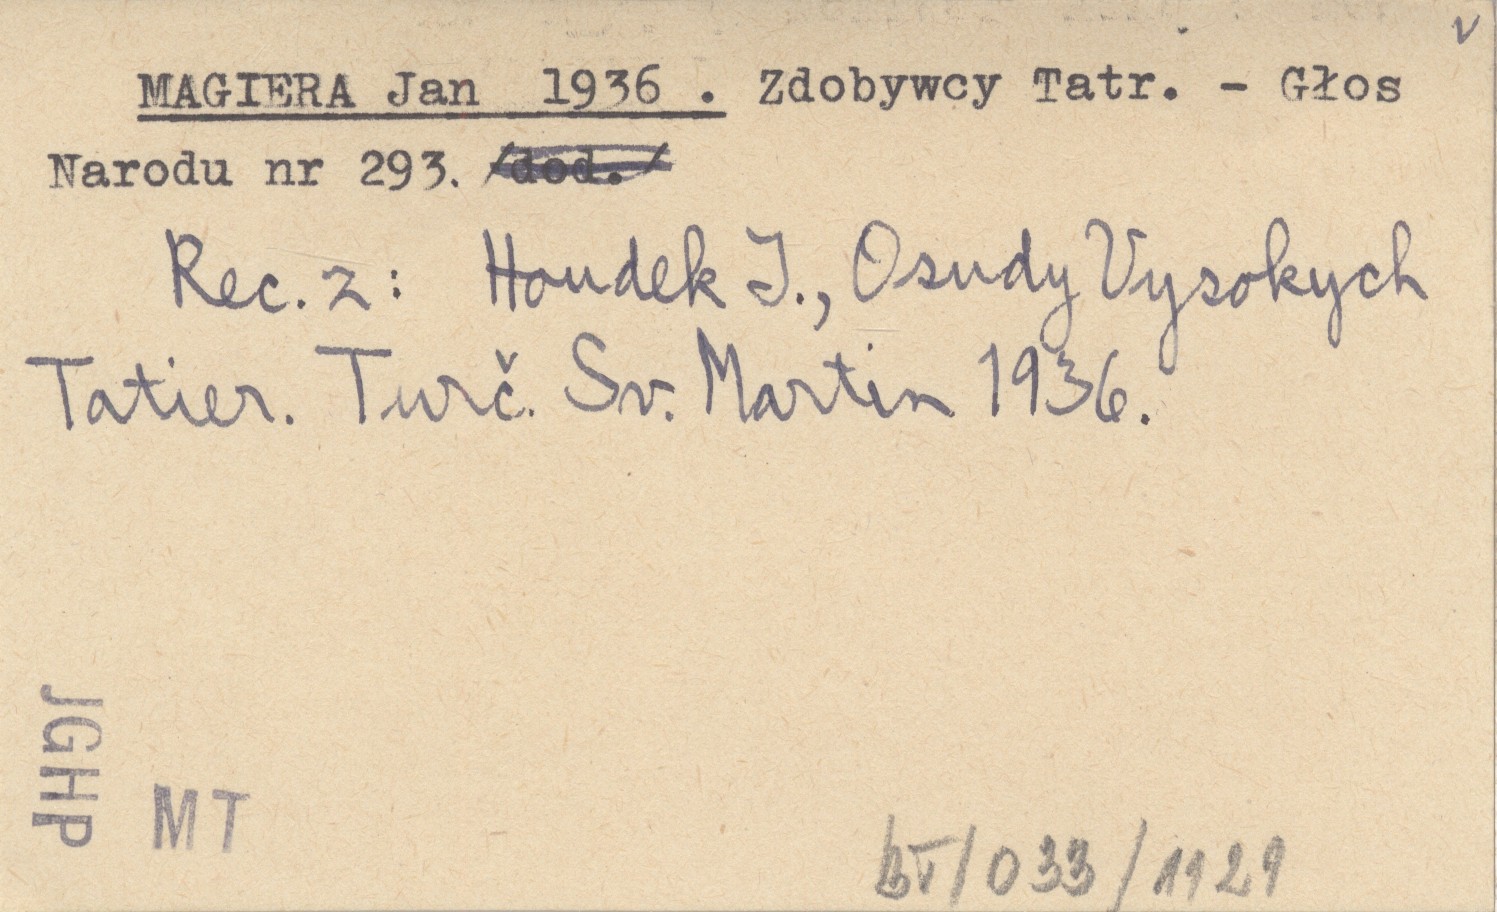 v
MAGIERA Jan 1936 . Zdobywcy Tatr. - Głos
Narodu nr 293. /dod./
Rec. z: Houdek I., Osudy Vysokych
Tatier. Turč. Sv. Martin 1936.
JGHP
MT
BT/033/1129